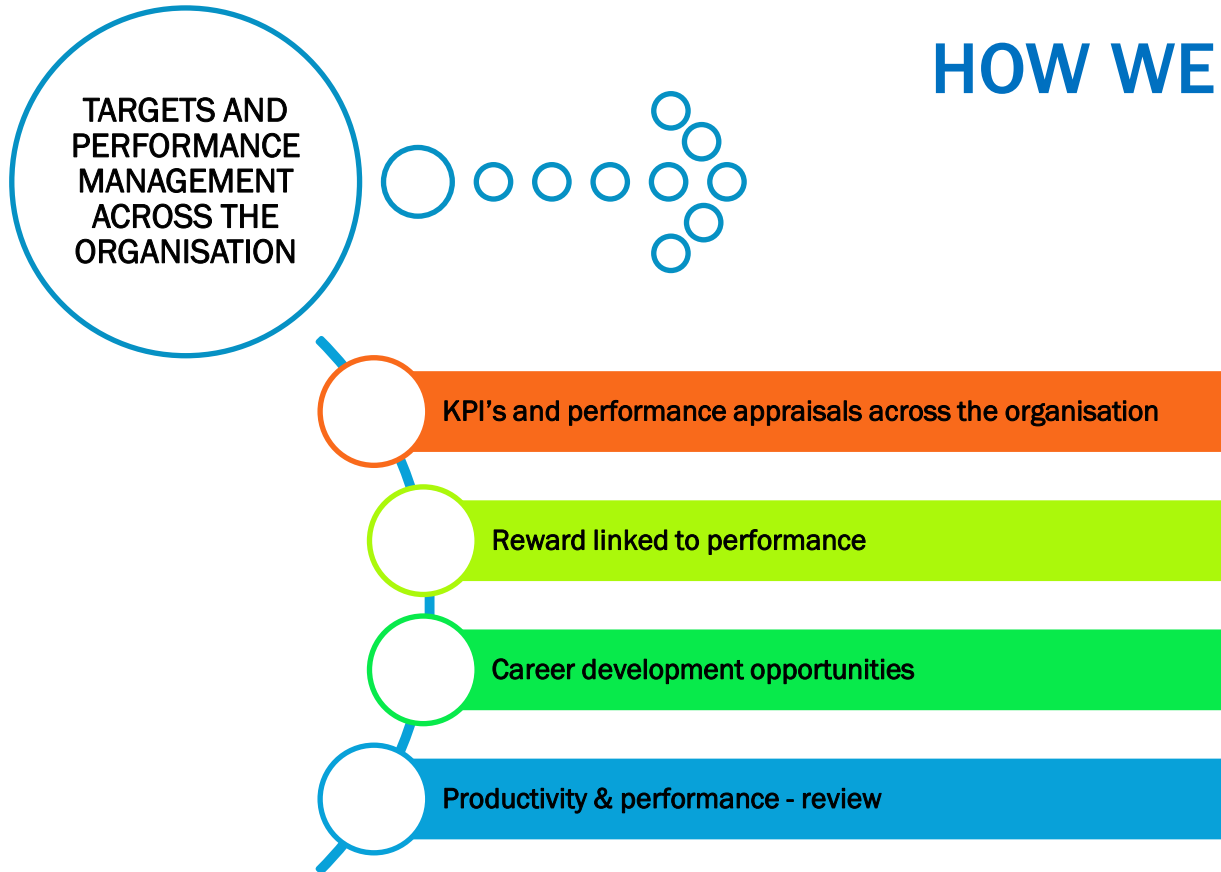 HOW WE
TARGETS AND
PERFORMANCE
MANAGEMENT
ACROSS THE
ORGANISATION
KPI’s and performance appraisals across the organisation
Reward linked to performance
Career development opportunities
Productivity & performance - review